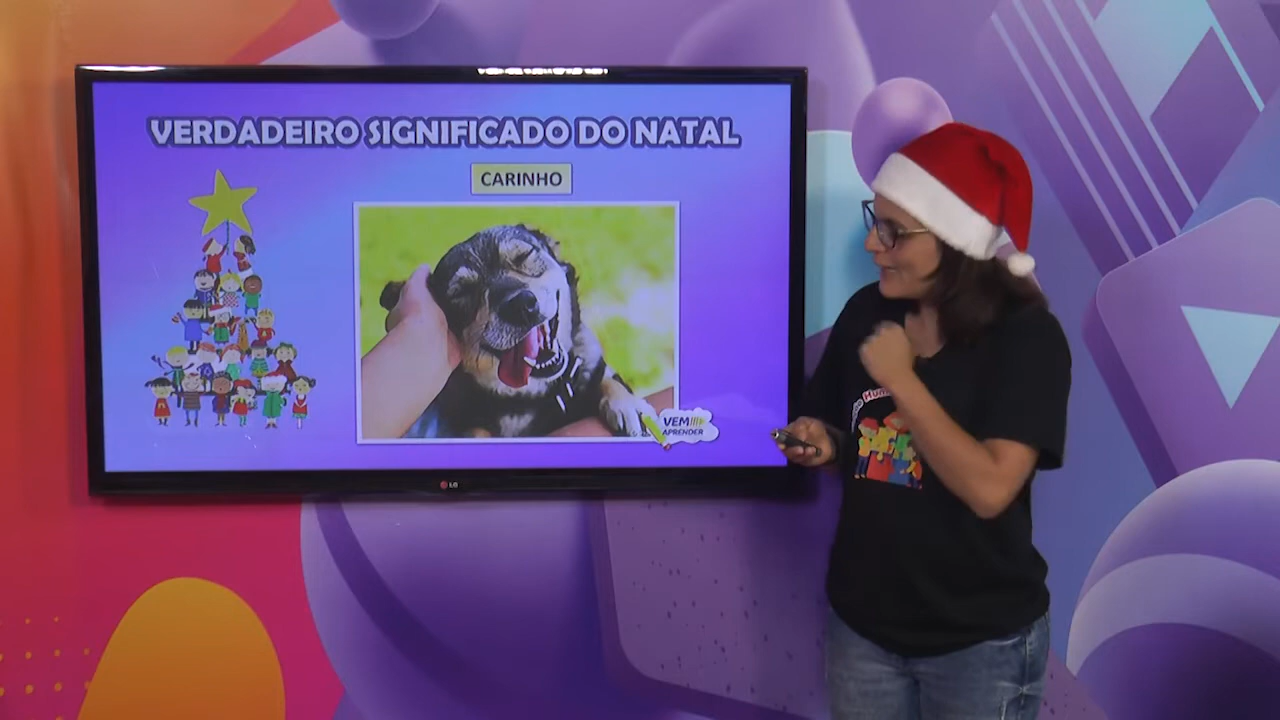 VERDADEIRO SIGNIFICADO DO NATAL
CARINHO
VEM
APRENDER
LG